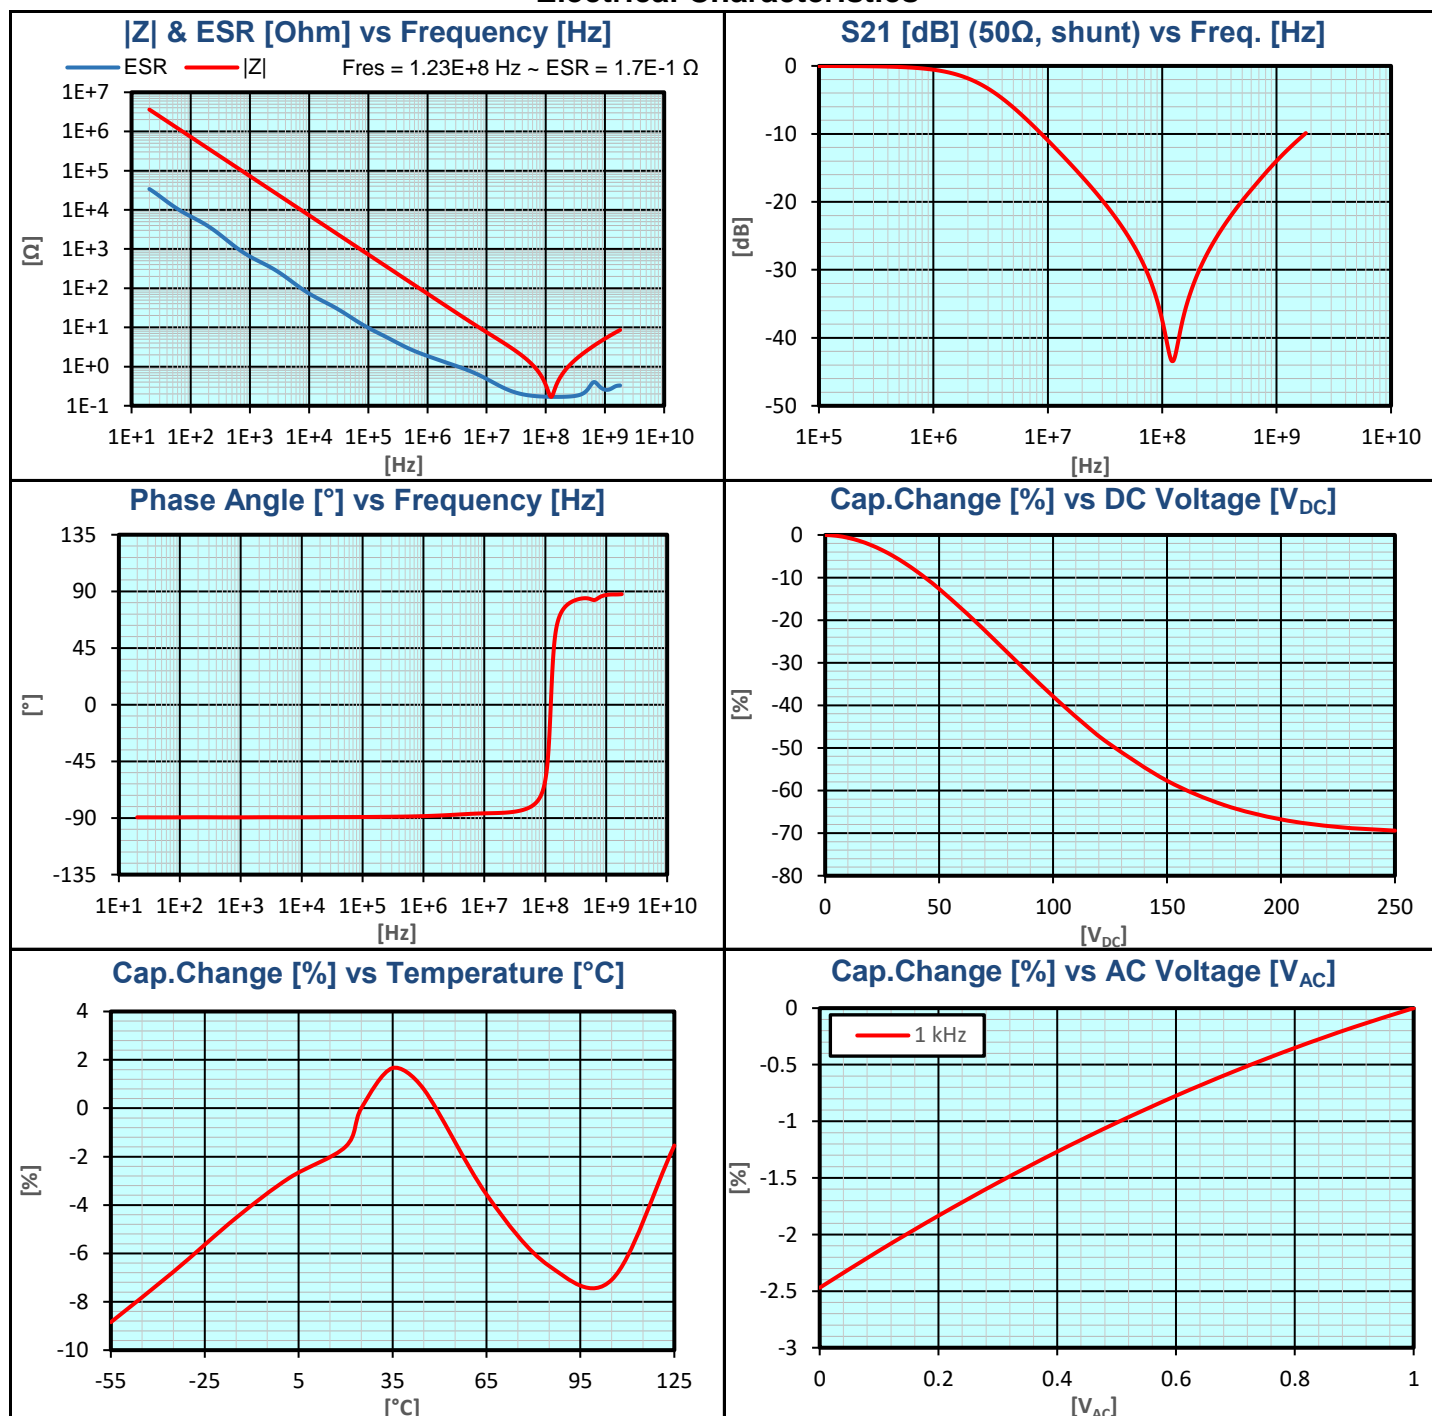 Electrical Characteristics
|Z| & ESR [Ohm] vs Frequency [Hz]
ESR |Z| Fres = 1.23E+8 Hz ~ ESR = 1.7E-1 Ω
1E+7
1E+6
1E+5
1E+4
1E+3
1E+2
1E+1
1E+0
1E-1
[Ω]
1E+1 1E+2 1E+3 1E+4 1E+5 1E+6 1E+7 1E+8 1E+9 1E+10
[Hz]
S21 [dB] (50Ω, shunt) vs Freq. [Hz]
0
-10
-20
-30
-40
-50
[dB]
1E+5 1E+6 1E+7 1E+8 1E+9 1E+10
[Hz]
Phase Angle [°] vs Frequency [Hz]
135
90
45
0
-45
-90
-135
[°]
1E+1 1E+2 1E+3 1E+4 1E+5 1E+6 1E+7 1E+8 1E+9 1E+10
[Hz]
Cap.Change [%] vs DC Voltage [VDC]
0
-10
-20
-30
-40
-50
-60
-70
-80
[%]
0 50 100 150 200 250
[VDC]
Cap.Change [%] vs Temperature [°C]
4
2
0
-2
-4
-6
-8
-10
[%]
-55 -25 5 35 65 95 125
[°C]
Cap.Change [%] vs AC Voltage [VAC]
1 kHz
0
-0.5
-1
-1.5
-2
-2.5
-3
[%]
0 0.2 0.4 0.6 0.8 1
[VAC]